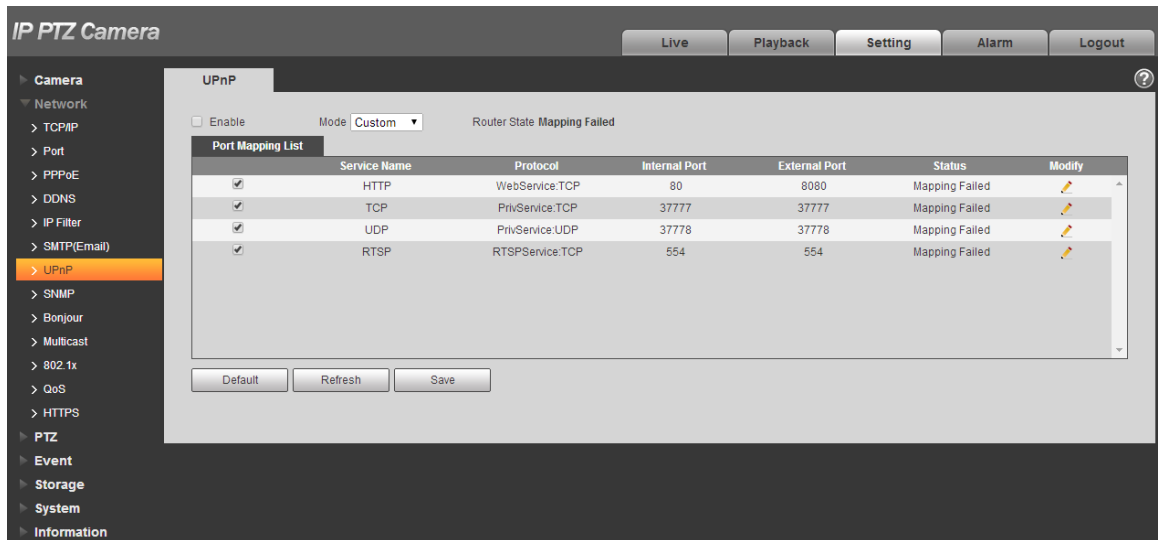 IP PTZ Camera
Live Playback Setting Alarm Logout
Camera
Network
TCP/IP
Port
PPPoE
DDNS
IP Filter
SMTP(Email)
UPnP
SNMP
Bonjour
Multicast
802.1x
QoS
HTTPS
PTZ
Event
Storage
System
Information
UPnP
?
Enable Mode Custom Router State Mapping Failed
Port Mapping List
Service Name Protocol Internal Port External Port Status Modify
HTTP WebService:TCP 80 8080 Mapping Failed
TCP PrivService:TCP 37777 37777 Mapping Failed
UDP PrivService:UDP 37778 37778 Mapping Failed
RTSP RTSPService:TCP 554 554 Mapping Failed
Default Refresh Save